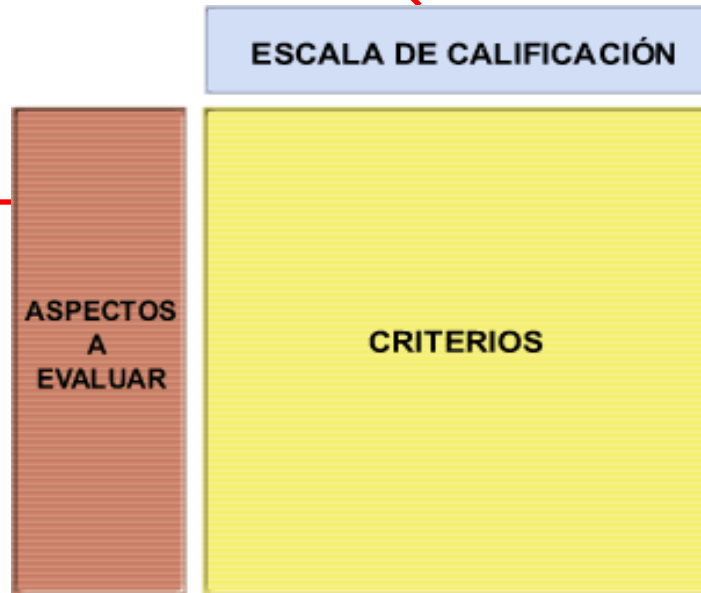 ESCALA DE CALIFICACIÓN
ASPECTOS
A
EVALUAR
CRITERIOS